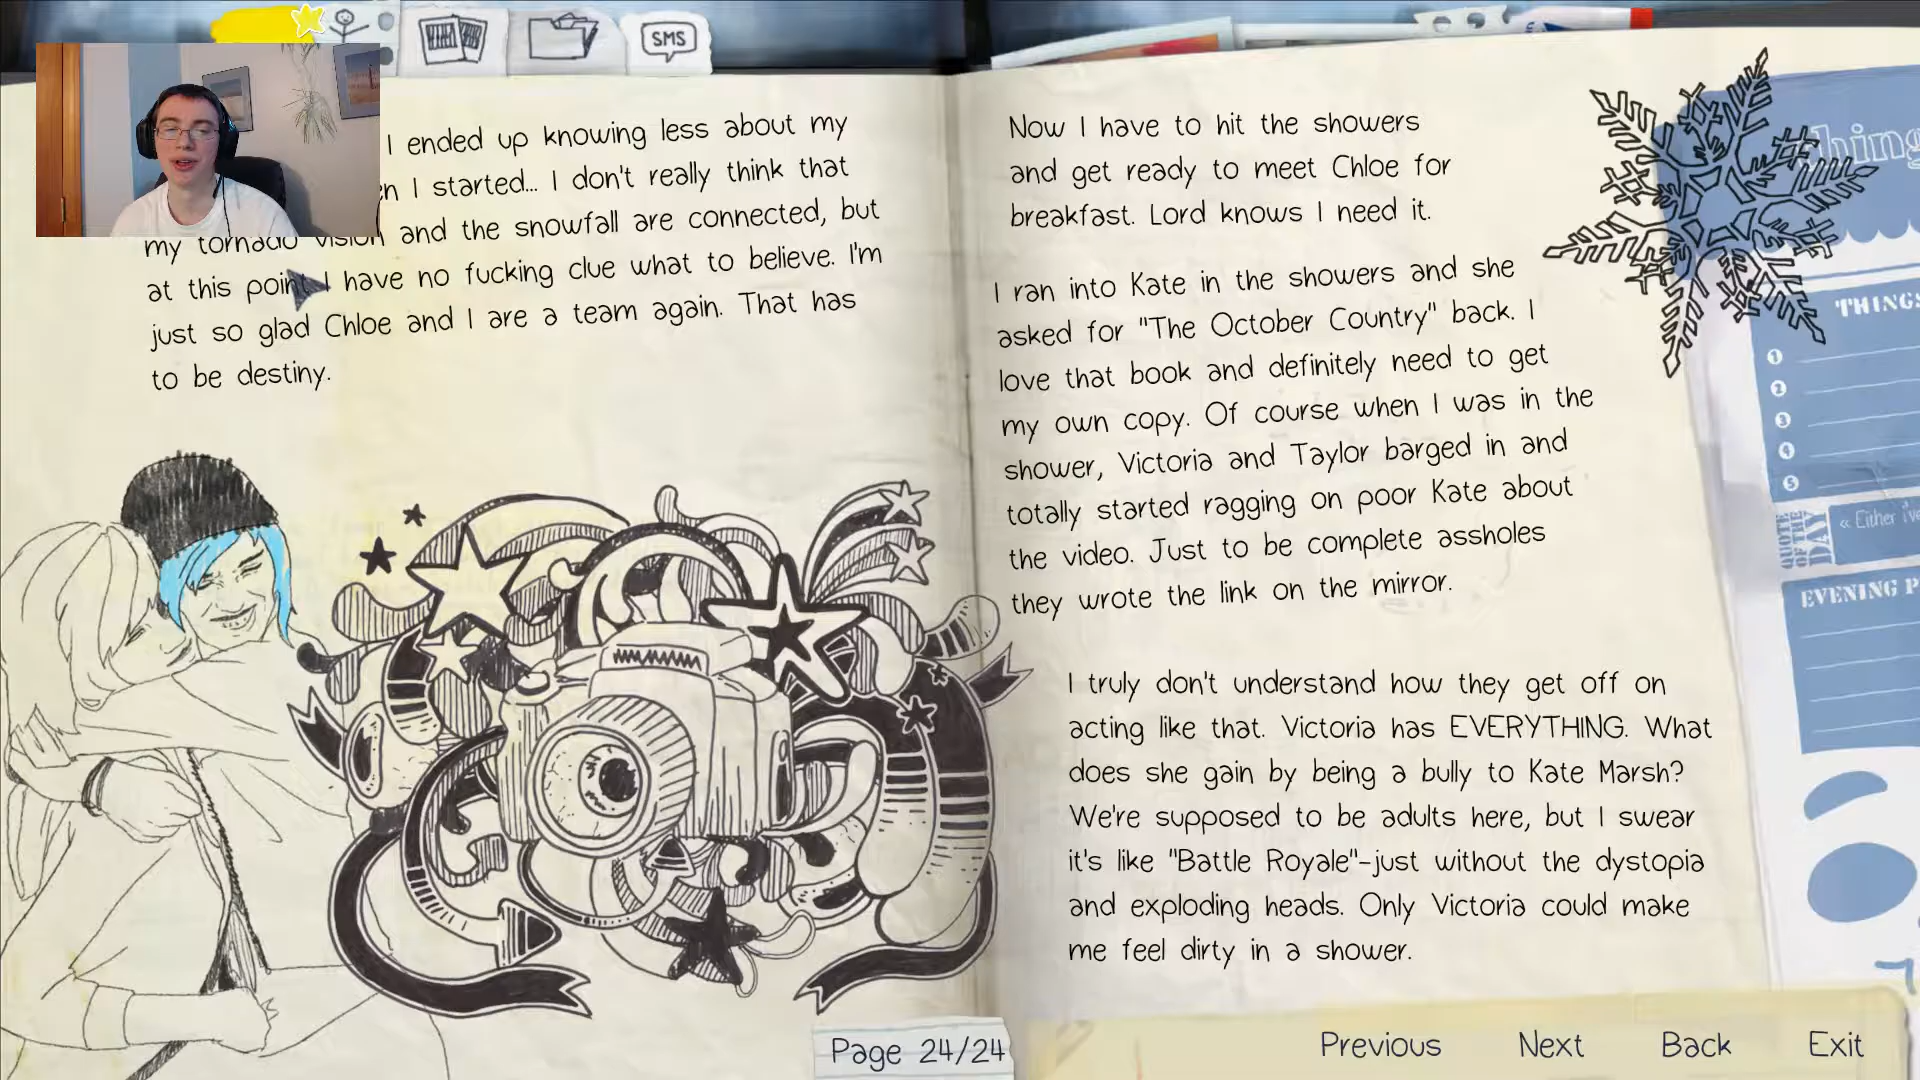 SMS
I ended up knowing less about my
I started... I don't really think that
my tornado vision and the snowfall are connected, but
at this point I have no fucking clue what to believe. I'm
just so glad Chloe and I are a team again. That has
to be destiny.
Page 24/24
Now I have to hit the showers
and get ready to meet Chloe for
breakfast. Lord knows I need it.
I ran into Kate in the showers and she
asked for "The October Country" back. I
love that book and definitely need to get
my own copy. Of course when I was in the
shower, Victoria and Taylor barged in and
totally started ragging on poor Kate about
the video. Just to be complete assholes
they wrote the link on the mirror.
I truly don't understand how they get off on
acting like that. Victoria has EVERYTHING. What
does she gain by being a bully to Kate Marsh?
We're supposed to be adults here, but I swear
it's like "Battle Royale"-just without the dystopia
and exploding heads. Only Victoria could make
me feel dirty in a shower.
THINGS
1
2
3
4
5
QUOTE OF THE DAY
« Either I've
EVENING P
Previous Next Back Exit